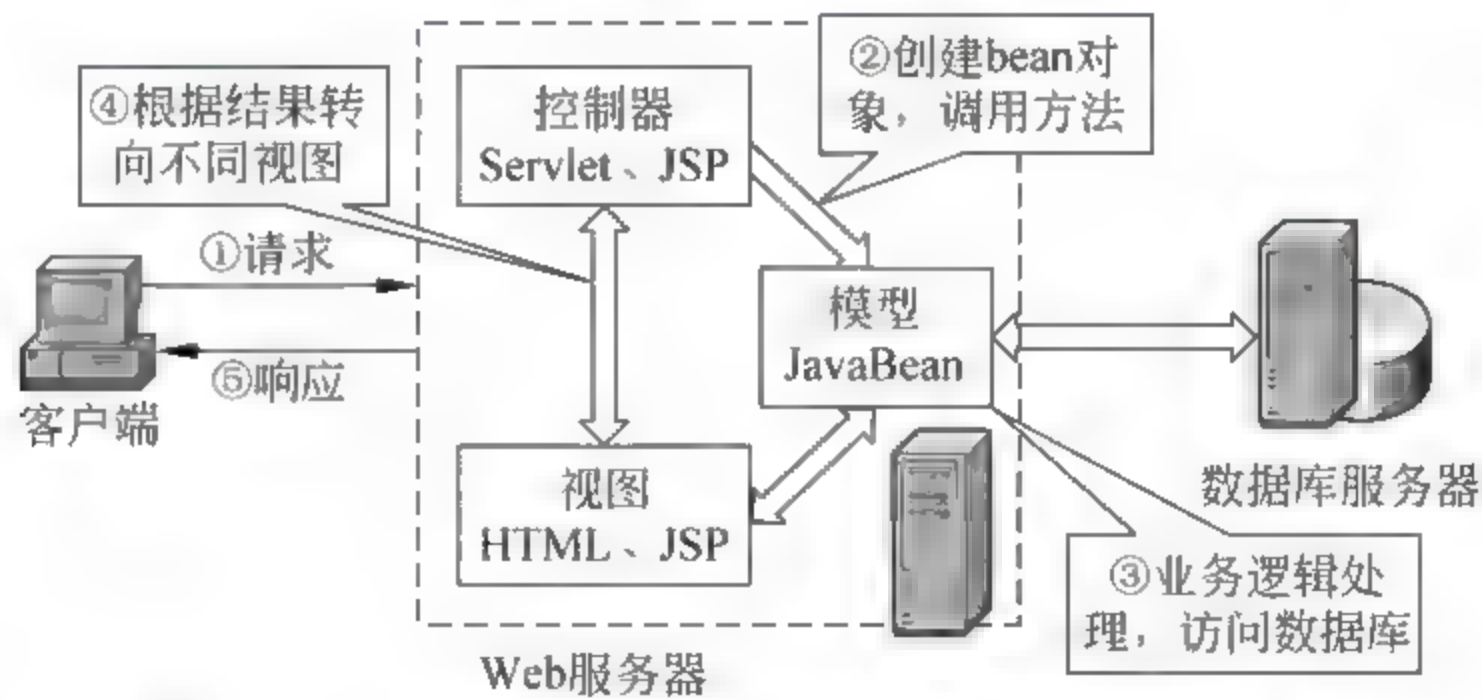 ②创建bean对
象，调用方法
④根据结果转
向不同视图
控制器
Servlet、JSP
①请求
模型
JavaBean
⑤响应
客户端
视图
HTML、JSP
数据库服务器
③业务逻辑处
理，访问数据库
Web服务器